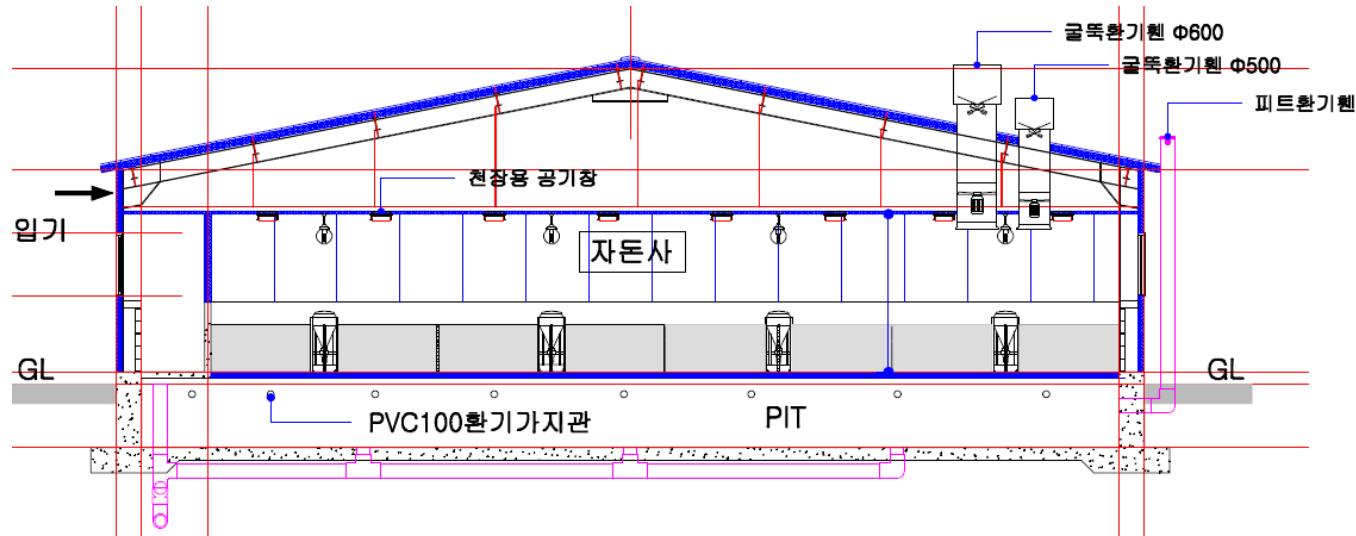 굴뚝환기휀 Φ600
굴뚝환기휀 Φ500
피트환기휀
천장용 공기창
입기
자돈사
GL
GL
PVC100환기가지관
PIT